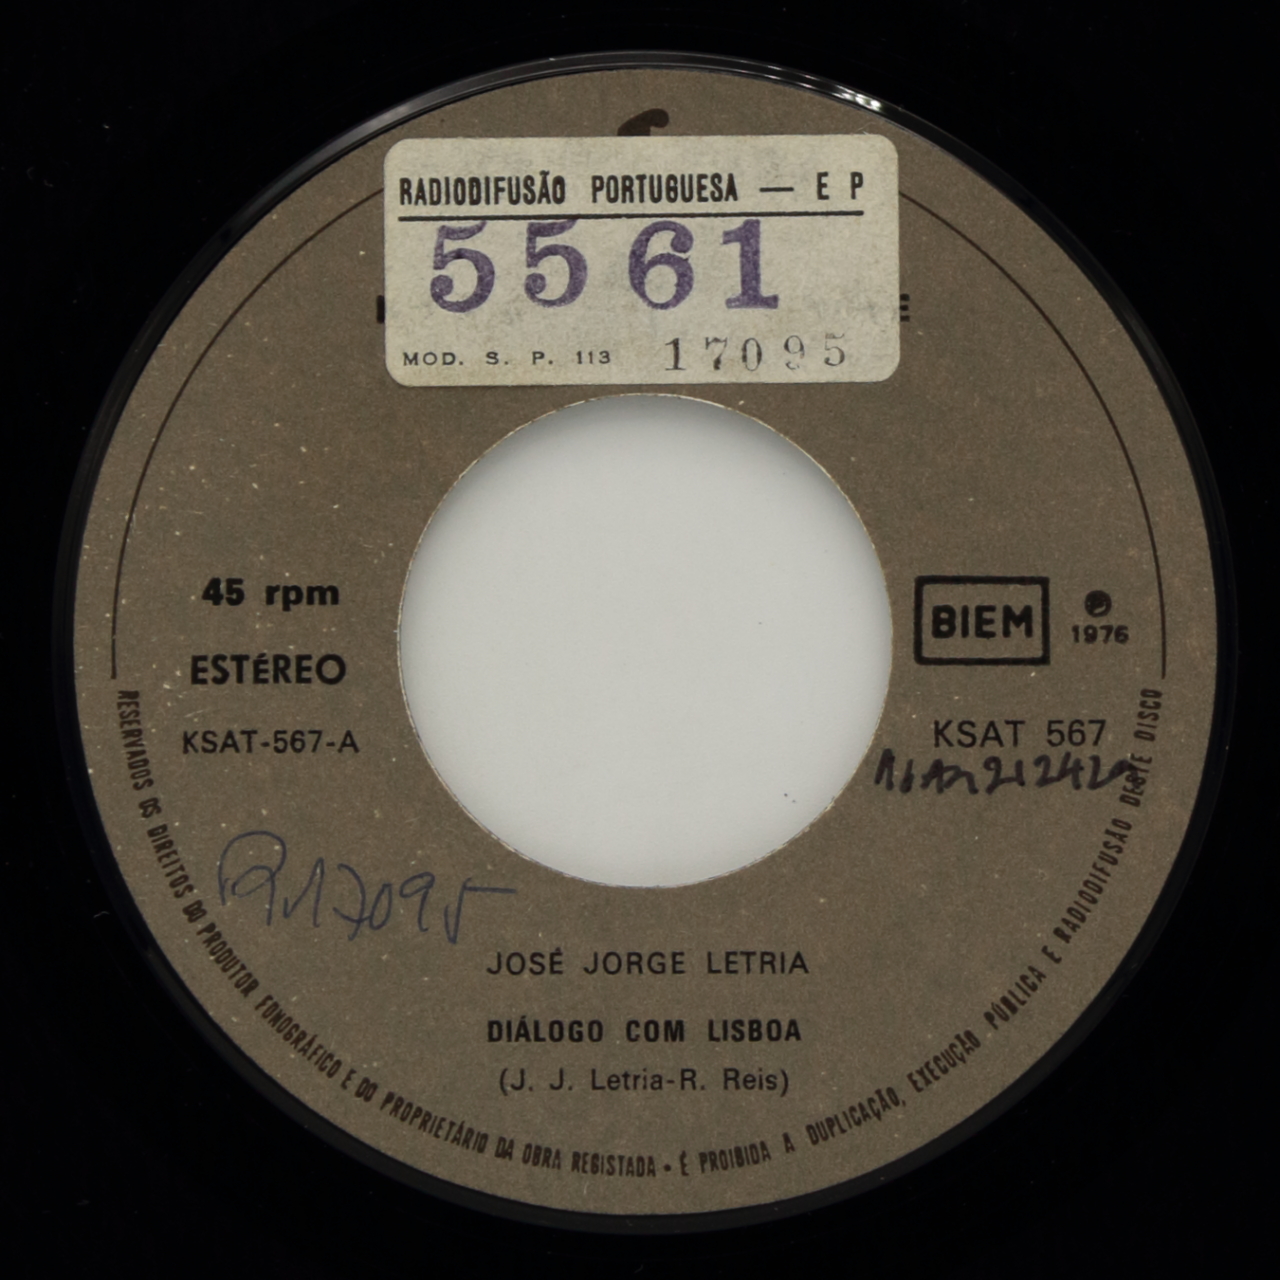 RADIODIFUSÃO PORTUGUESA — E P
5561
MOD. S. P. 113 17095
45 rpm
ESTÉREO
KSAT-567-A
BIEM
℗ 1976
KSAT 567
R17095
JOSÉ JORGE LETRIA
DIÁLOGO COM LISBOA
(J. J. Letria-R. Reis)
RESERVADOS OS DIREITOS DO PRODUTOR FONOGRÁFICO E DO PROPRIETÁRIO DA OBRA REGISTADA • É PROIBIDA A DUPLICAÇÃO, EXECUÇÃO PÚBLICA E RADIODIFUSÃO DESTE DISCO